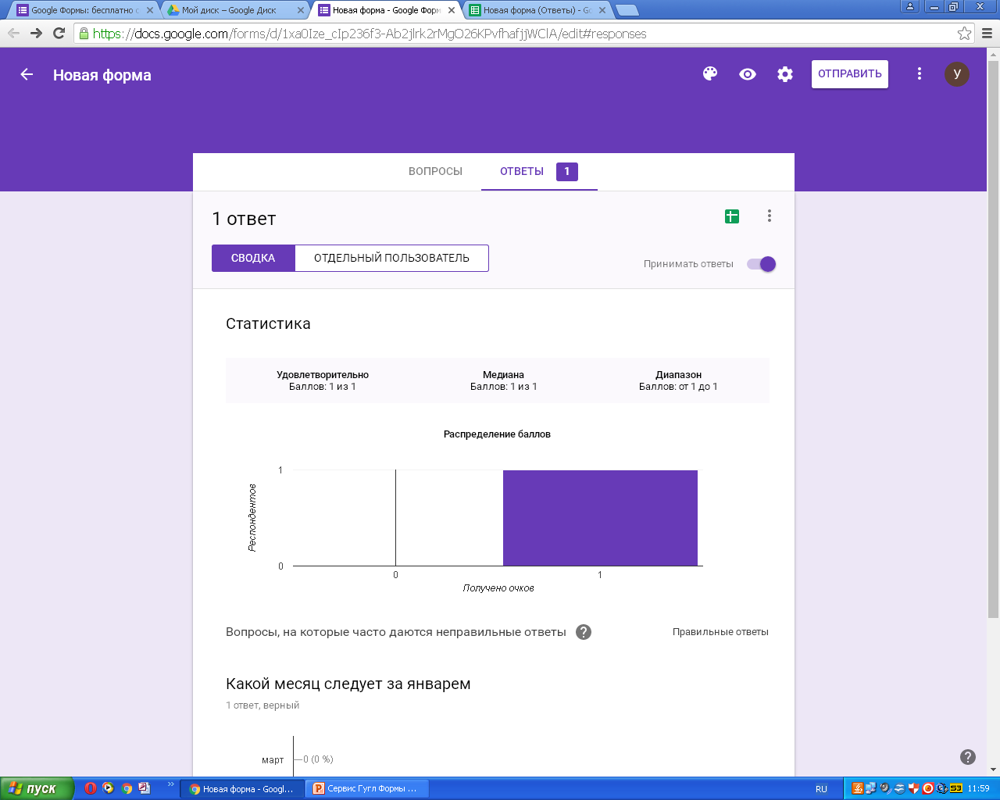 Google Формы: бесплатно с
Мой диск – Google Диск
Новая форма - Google Форм
Новая форма (Ответы) - Go
https://docs.google.com/forms/d/1xa0Ize_cIp236f3-Ab2jlrk2rMgO26KPvfhafjjWClA/edit#responses
Новая форма
ОТПРАВИТЬ
У
ВОПРОСЫ
ОТВЕТЫ 1
1 ответ
СВОДКА
ОТДЕЛЬНЫЙ ПОЛЬЗОВАТЕЛЬ
Принимать ответы
Статистика
Удовлетворительно
Баллов: 1 из 1
Медиана
Баллов: 1 из 1
Диапазон
Баллов: от 1 до 1
Распределение баллов
1
Респондентов
0
0
1
Получено очков
Вопросы, на которые часто даются неправильные ответы
Правильные ответы
Какой месяц следует за январем
1 ответ, верный
март
0 (0 %)
пуск
Новая форма - Googl...
Сервис Гугл Формы ...
RU
11:59